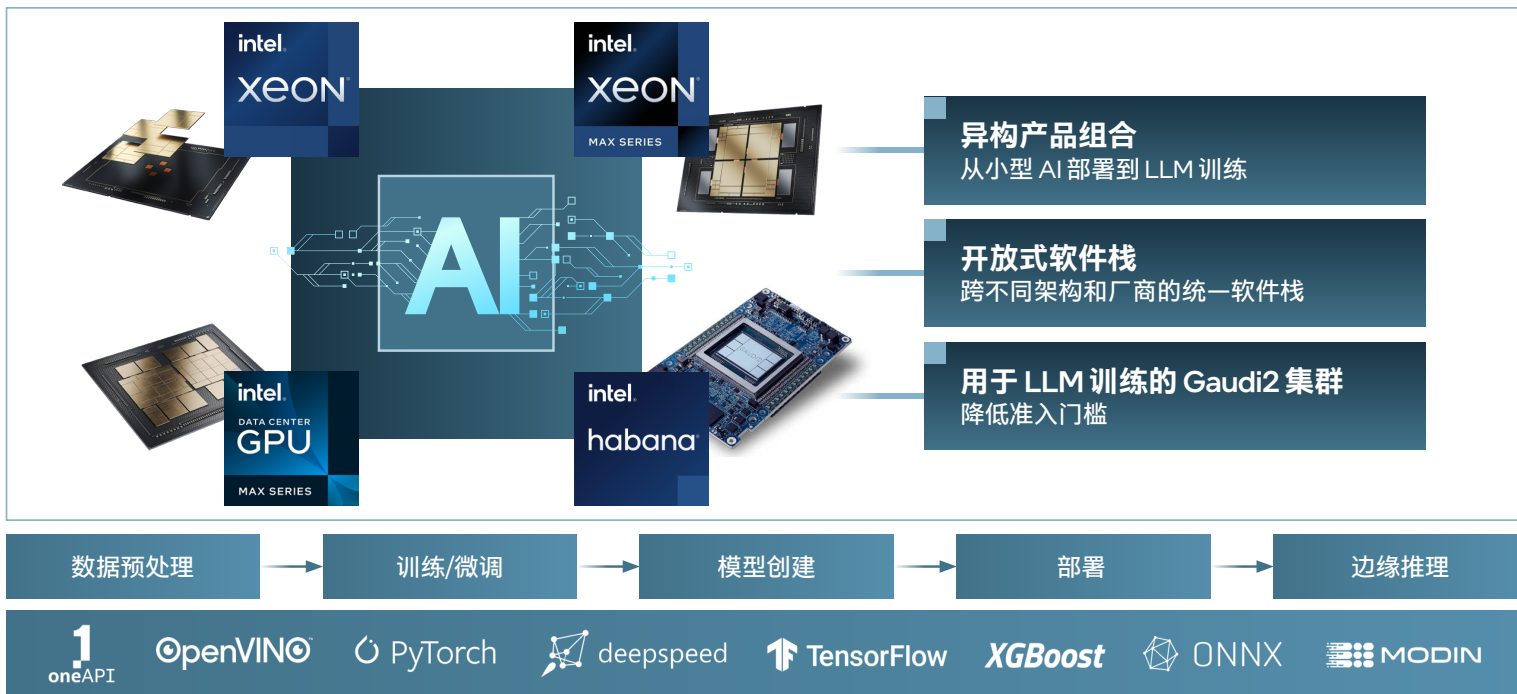 intel.
xeon
intel.
xeon
MAX SERIES
AI
GAUDI2
intel.
DATA CENTER
GPU
MAX SERIES
intel.
habana
异构产品组合
从小型 AI 部署到 LLM 训练
开放式软件栈
跨不同架构和厂商的统一软件栈
用于 LLM 训练的 Gaudi2 集群
降低准入门槛
数据预处理
训练/微调
模型创建
部署
边缘推理
1
oneAPI
OpenVINO™
PyTorch
deepspeed
TensorFlow
XGBoost
ONNX
MODIN